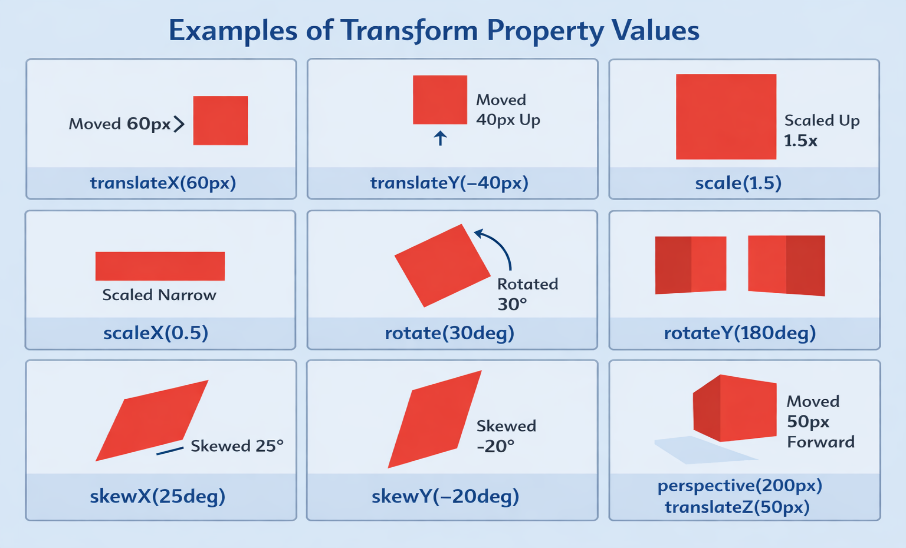 Examples of Transform Property Values
Moved 60px
translateX(60px)
Moved
40px Up
translateY(−40px)
Scaled Up
1.5x
scale(1.5)
Scaled Narrow
scaleX(0.5)
Rotated
30°
rotate(30deg)
rotateY(180deg)
Skewed 25°
skewX(25deg)
Skewed
-20°
skewY(−20deg)
Moved
50px
Forward
perspective(200px)
translateZ(50px)